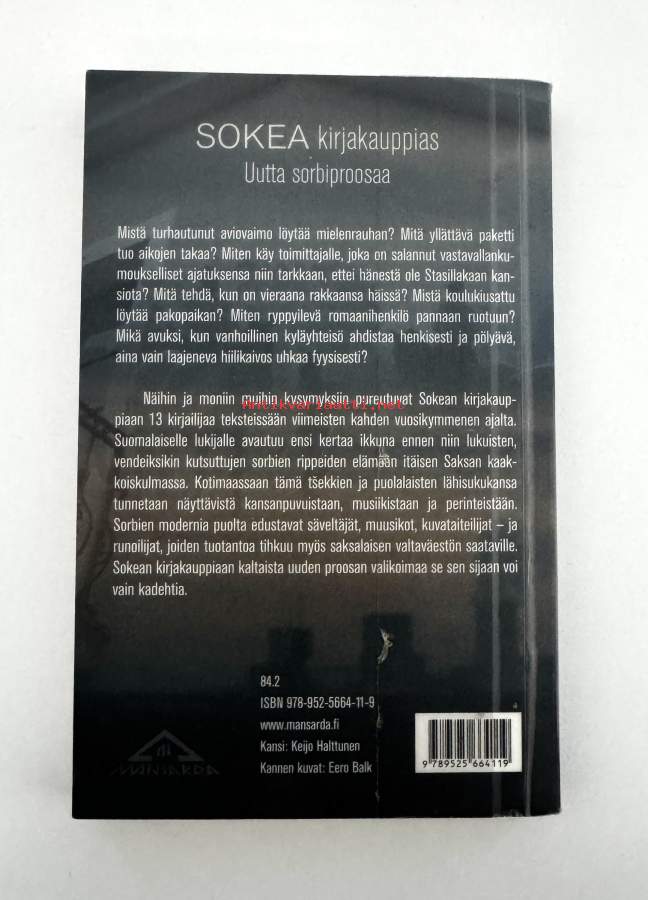 SOKEA kirjakauppias
Uutta sorbiproosaa
Mistä turhautunut aviovaimo löytää mielenrauhan? Mitä yllättävä paketti
tuo aikojen takaa? Miten käy toimittajalle, joka on salannut vastavallanku-
moukselliset ajatuksensa niin tarkkaan, ettei hänestä ole Stasillakaan kan-
siota? Mitä tehdä, kun on vieraana rakkaansa häissä? Mistä koulukiusattu
löytää pakopaikan? Miten ryppyilevä romaanihenkilö pannaan ruotuun?
Mikä avuksi, kun vanhoillinen kyläyhteisö ahdistaa henkisesti ja pölyävä,
aina vain laajeneva hiilikaivos uhkaa fyysisesti?
Näihin ja moniin muihin kysymyksiin pureutuvat Sokean kirjakaup-
antikvariaatti.net
piaan 13 kirjailijaa teksteissään viimeisten kahden vuosikymmenen ajalta.
Suomalaiselle lukijalle avautuu ensi kertaa ikkuna ennen niin lukuisten,
vendeiksikin kutsuttujen sorbien rippeiden elämään itäisen Saksan kaak-
koiskulmassa. Kotimaassaan tämä tšekkien ja puolalaisten lähisukukansa
tunnetaan näyttävistä kansanpuvuistaan, musiikistaan ja perinteistään.
Sorbien modernia puolta edustavat säveltäjät, muusikot, kuvataiteilijat – ja
runoilijat, joiden tuotantoa tihkuu myös saksalaisen valtaväestön saataville.
Sokean kirjakauppiaan kaltaista uuden proosan valikoimaa se sen sijaan voi
vain kadehtia.
84.2
ISBN 978-952-5664-11-9
www.mansarda.fi
Kansi: Keijo Halttunen
Kannen kuvat: Eero Balk
MANSARDA
9 789525 664119